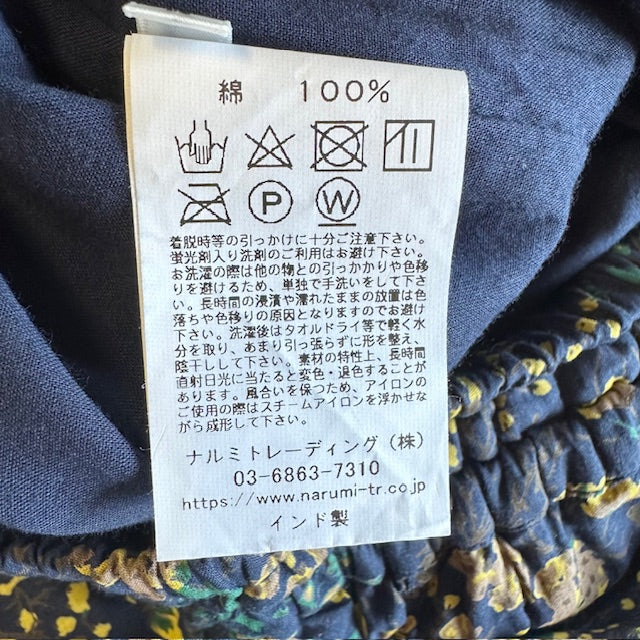 綿 100%
P
W
着脱時等の引っかけに十分ご注意下さい。
蛍光剤入り洗剤のご利用はお避け下さい。
お洗濯の際は他の物との引っかかりや色移
りを避けるため、単独で手洗いをして下さ
い。長時間の浸漬や濡れたままの放置は色
落ちや色移りの原因となりますのでお避け
下さい。洗濯後はタオルドライ等で軽く水
分を取り、あまり引っ張らずに形を整え、
陰干しして下さい。素材の特性上、長時間
直射日光に当たると変色・退色することが
あります。風合いを保つため、アイロンの
ご使用の際はスチームアイロンを浮かせな
がら成形して下さい。
ナルミトレーディング(株)
03-6863-7310
https://www.narumi-tr.co.jp
インド製